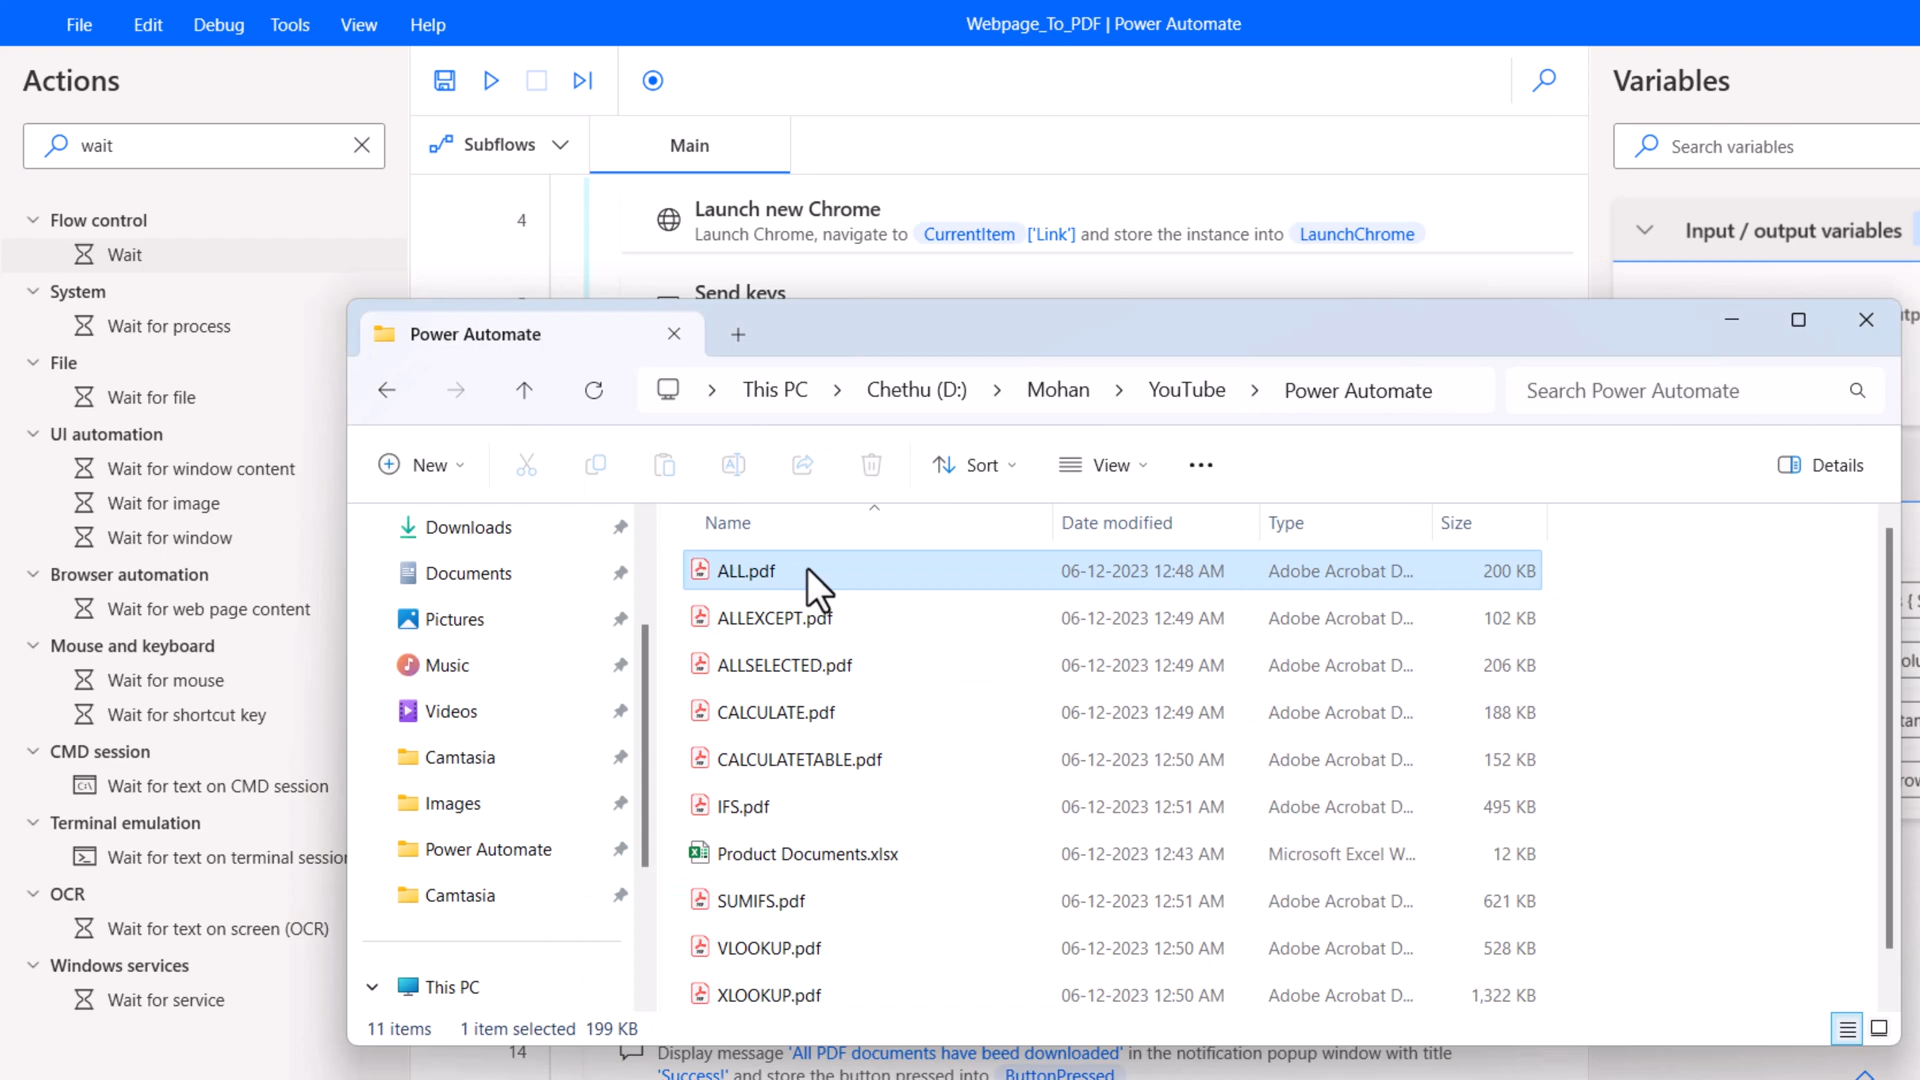 File Edit Debug Tools View Help Webpage_To_PDF | Power Automate
Actions
wait
Flow control
Wait
System
Wait for process
File
Wait for file
UI automation
Wait for window content
Wait for image
Wait for window
Browser automation
Wait for web page content
Mouse and keyboard
Wait for mouse
Wait for shortcut key
CMD session
Wait for text on CMD session
Terminal emulation
Wait for text on terminal session
OCR
Wait for text on screen (OCR)
Windows services
Wait for service
Subflows Main
4 Launch new Chrome
Launch Chrome, navigate to CurrentItem ['Link'] and store the instance into LaunchChrome
Send keys
Variables
Search variables
Input / output variables
Power Automate
This PC > Chethu (D:) > Mohan > YouTube > Power Automate
Search Power Automate
New Sort View ... Details
Downloads
Documents
Pictures
Music
Videos
Camtasia
Images
Power Automate
Camtasia
This PC
Name Date modified Type Size
ALL.pdf 06-12-2023 12:48 AM Adobe Acrobat D... 200 KB
ALLEXCEPT.pdf 06-12-2023 12:49 AM Adobe Acrobat D... 102 KB
ALLSELECTED.pdf 06-12-2023 12:49 AM Adobe Acrobat D... 206 KB
CALCULATE.pdf 06-12-2023 12:49 AM Adobe Acrobat D... 188 KB
CALCULATETABLE.pdf 06-12-2023 12:50 AM Adobe Acrobat D... 152 KB
IFS.pdf 06-12-2023 12:51 AM Adobe Acrobat D... 495 KB
Product Documents.xlsx 06-12-2023 12:43 AM Microsoft Excel W... 12 KB
SUMIFS.pdf 06-12-2023 12:51 AM Adobe Acrobat D... 621 KB
VLOOKUP.pdf 06-12-2023 12:50 AM Adobe Acrobat D... 528 KB
XLOOKUP.pdf 06-12-2023 12:50 AM Adobe Acrobat D... 1,322 KB
11 items 1 item selected 199 KB
14 Display message 'All PDF documents have beed downloaded' in the notification popup window with title
'Success!' and store the button pressed into ButtonPressed